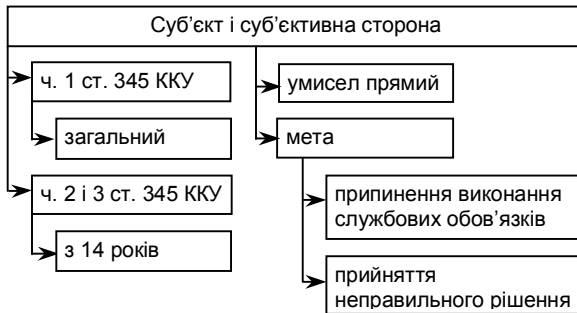 Суб'єкт і суб'єктивна сторона
ч. 1 ст. 345 ККУ
загальний
ч. 2 і 3 ст. 345 ККУ
з 14 років
умисел прямий
мета
припинення виконання
службових обов'язків
прийняття
неправильного рішення